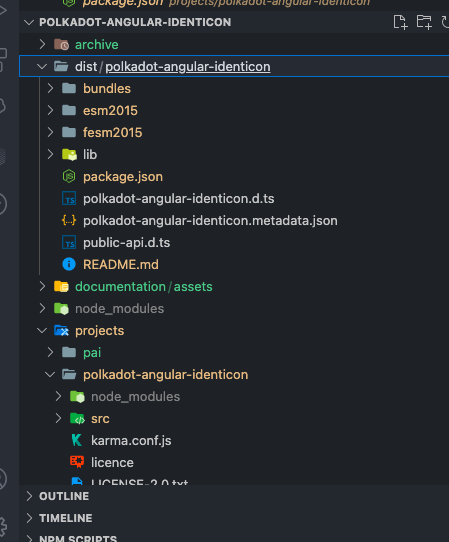 package.json projects/polkadot-angular-identicon
POLKADOT-ANGULAR-IDENTICON
archive
dist/polkadot-angular-identicon
bundles
esm2015
fesm2015
lib
package.json
polkadot-angular-identicon.d.ts
polkadot-angular-identicon.metadata.json
public-api.d.ts
README.md
documentation/assets
node_modules
projects
pai
polkadot-angular-identicon
node_modules
src
karma.conf.js
licence
LICENSE-2.0.txt
OUTLINE
TIMELINE
NPM SCRIPTS